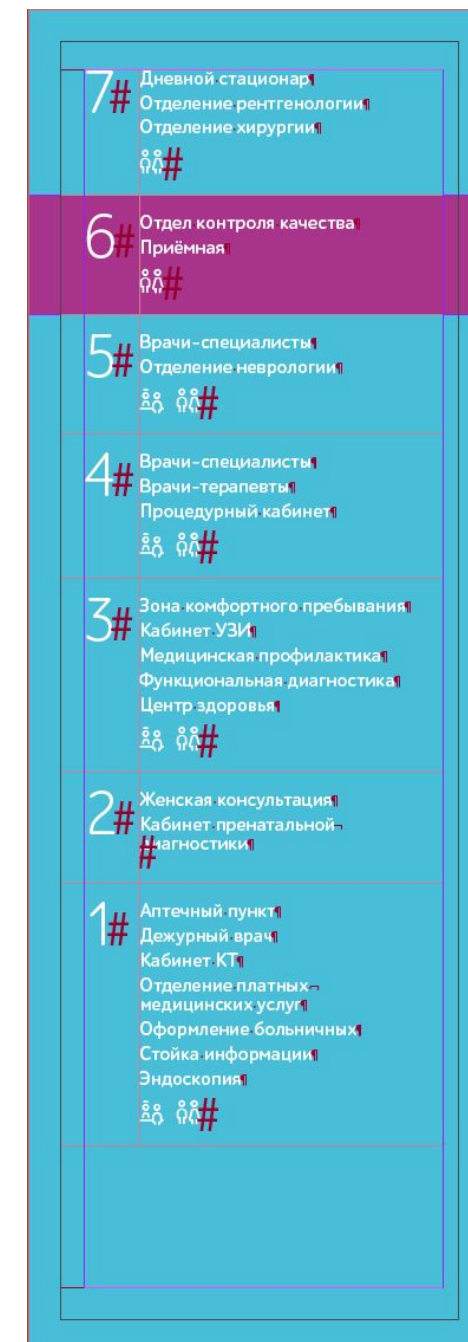 7 Дневной стационар
Отделение рентгенологии
Отделение хирургии
6 Отдел контроля качества
Приёмная
5 Врачи-специалисты
Отделение неврологии
4 Врачи-специалисты
Врачи-терапевты
Процедурный кабинет
3 Зона комфортного пребывания
Кабинет УЗИ
Медицинская профилактика
Функциональная диагностика
Центр здоровья
2 Женская консультация
Кабинет пренатальной
диагностики
1 Аптечный пункт
Дежурный врач
Кабинет КТ
Отделение платных
медицинских услуг
Оформление больничных
Стойка информации
Эндоскопия